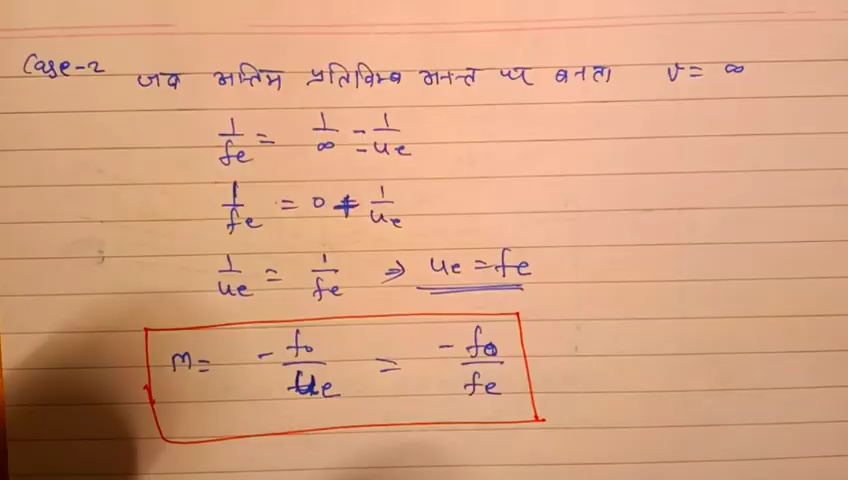 Case-2 जब अन्तिम प्रतिबिम्ब अनन्त पर बनता v = ∞
1/fe = 1/∞ - 1/-ue
1/fe = 0 + 1/ue
1/ue = 1/fe ⇒ ue = fe
m = - fo/ue = - fo/fe